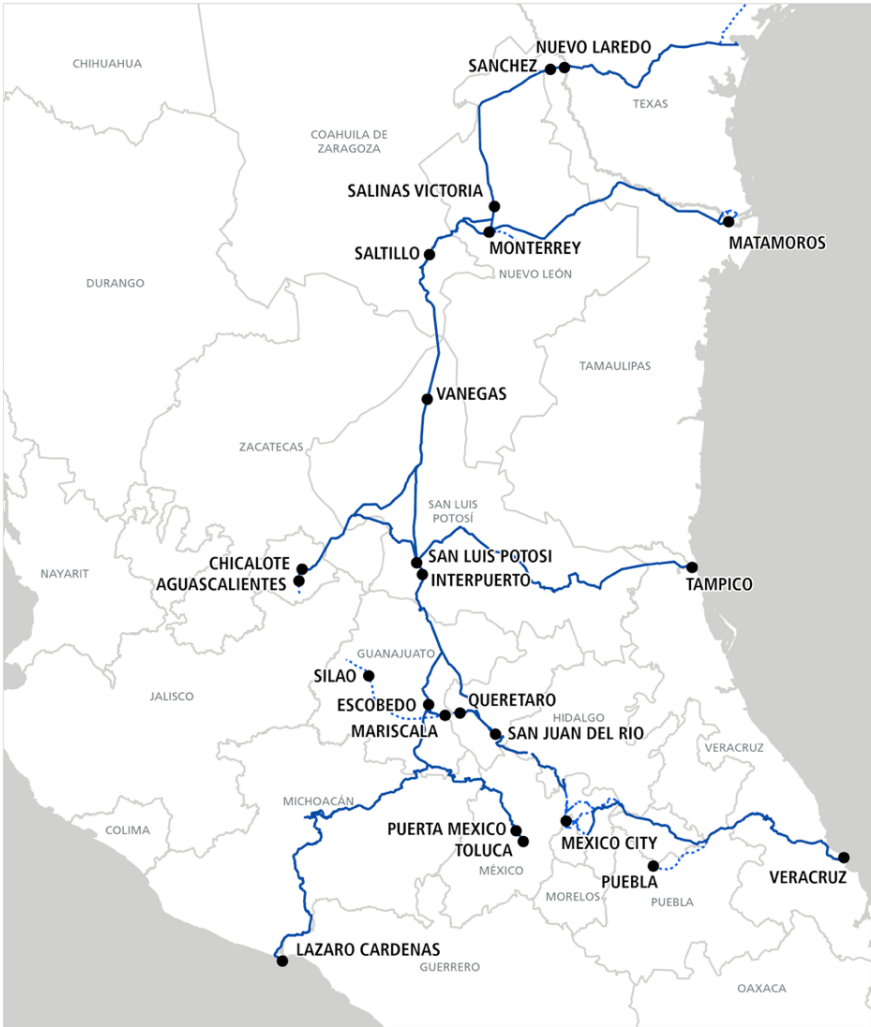 NUEVO LAREDO
CHIHUAHUA
SANCHEZ
TEXAS
COAHUILA DE
ZARAGOZA
SALINAS VICTORIA
MATAMOROS
MONTERREY
SALTILLO
NUEVO LEÓN
DURANGO
TAMAULIPAS
VANEGAS
ZACATECAS
SAN LUIS
POTOSÍ
SAN LUIS POTOSI
CHICALOTE
NAYARIT
INTERPUERTO
AGUASCALIENTES
TAMPICO
GUANAJUATO
SILAO
JALISCO
QUERETARO
ESCOBEDO
HIDALGO
MARISCALA
SAN JUAN DEL RIO
VERACRUZ
MICHOACÁN
COLIMA
PUERTA MEXICO
MEXICO CITY
TOLUCA
MÉXICO
VERACRUZ
PUEBLA
MORELOS
PUEBLA
LAZARO CARDENAS
GUERRERO
OAXACA